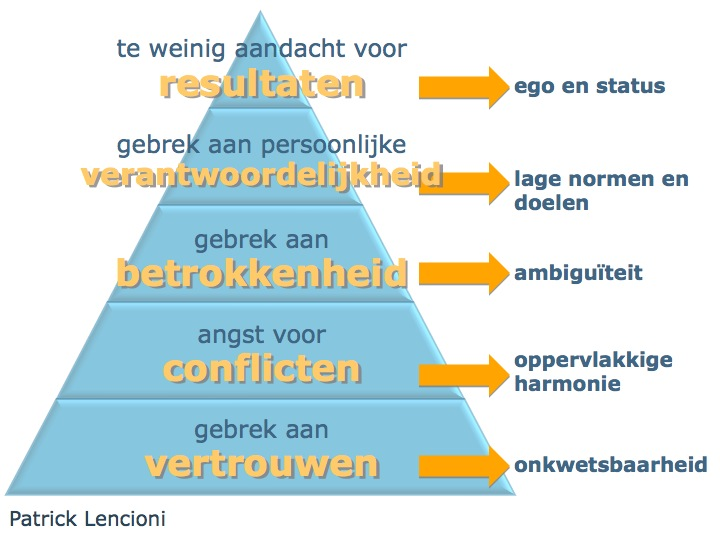 te weinig aandacht voor
resultaten
ego en status
gebrek aan persoonlijke
verantwoordelijkheid
lage normen en
doelen
gebrek aan
betrokkenheid
ambiguïteit
angst voor
conflicten
oppervlakkige
harmonie
gebrek aan
vertrouwen
onkwetsbaarheid
Patrick Lencioni